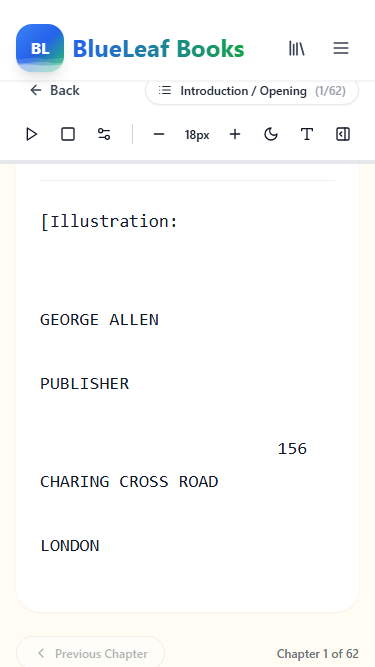 BL BlueLeaf Books
Back Introduction / Opening (1/62)
18px
[Illustration:
GEORGE ALLEN
PUBLISHER
156
CHARING CROSS ROAD
LONDON
Previous Chapter Chapter 1 of 62